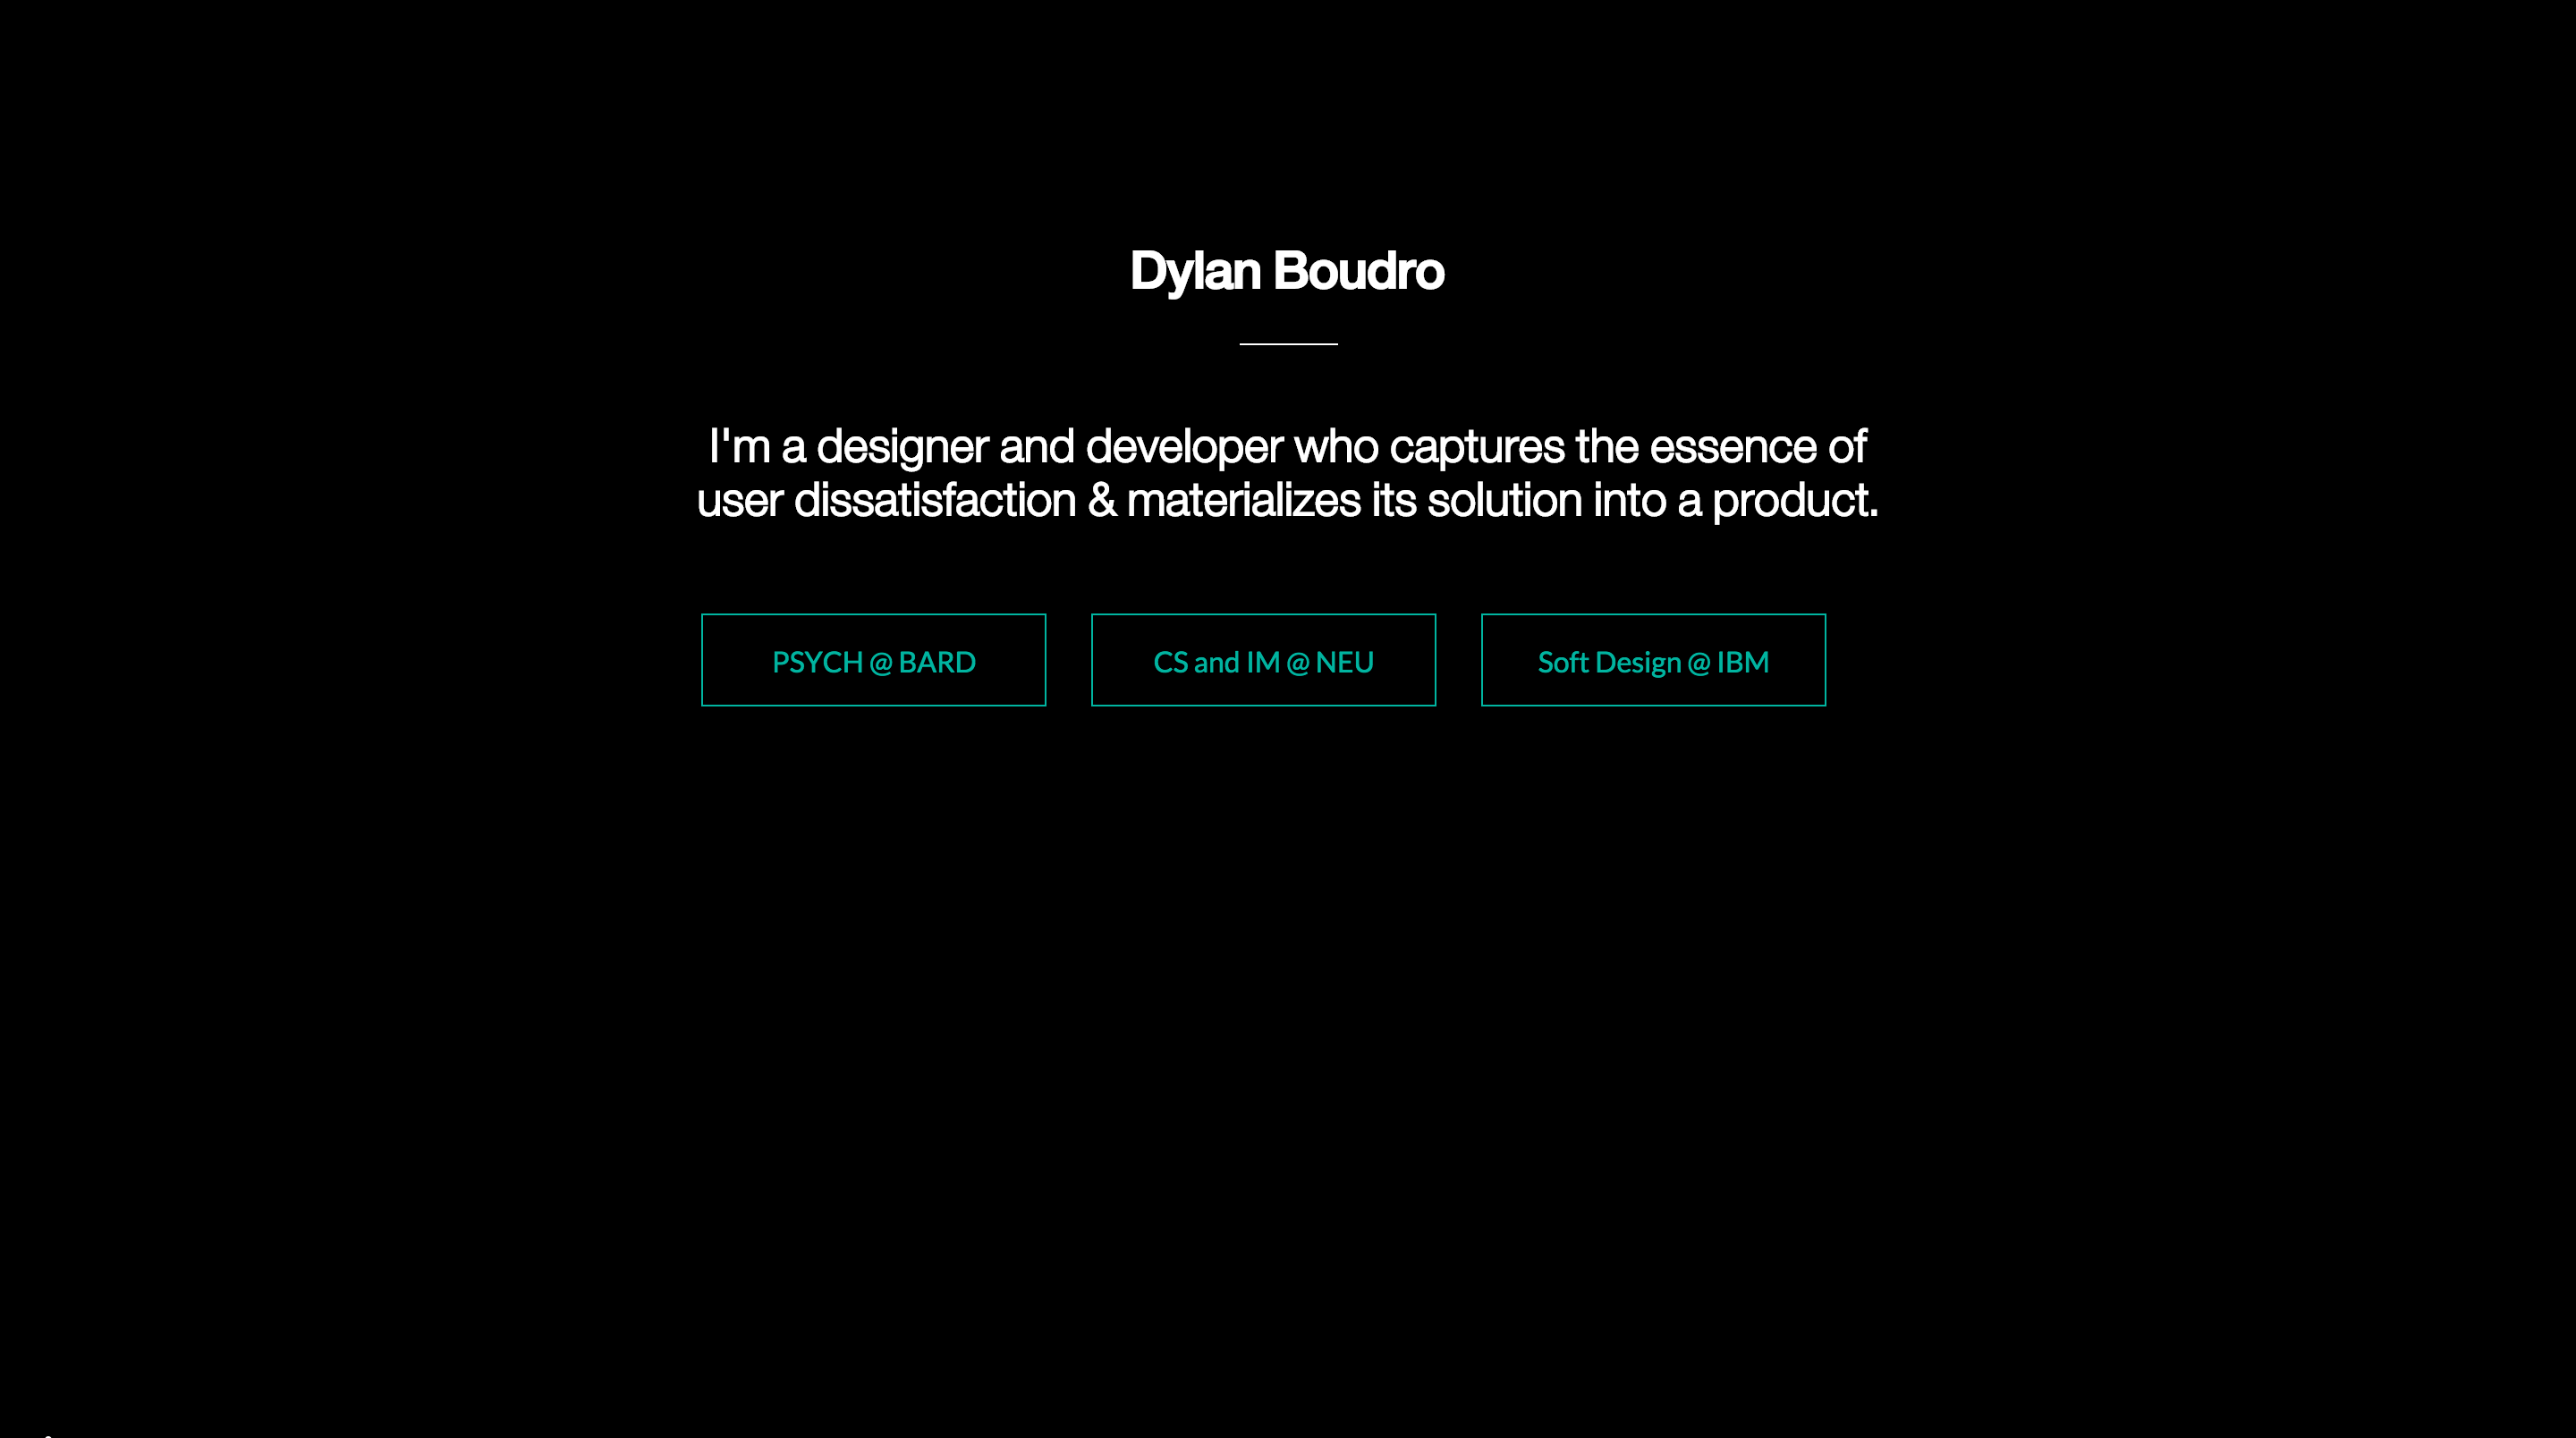 Dylan Boudro
I'm a designer and developer who captures the essence of
user dissatisfaction & materializes its solution into a product.
PSYCH @ BARD
CS and IM @ NEU
Soft Design @ IBM